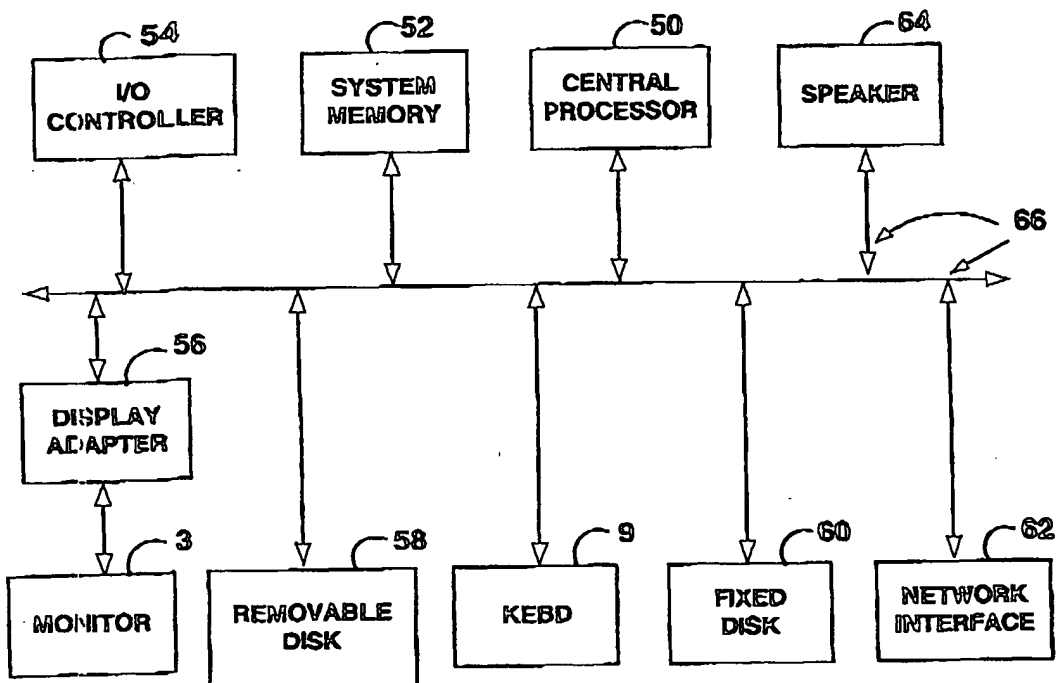 54
52
50
64
I/O
CONTROLLER
SYSTEM
MEMORY
CENTRAL
PROCESSOR
SPEAKER
66
56
DISPLAY
ADAPTER
3
58
9
60
62
MONITOR
REMOVABLE
DISK
KEBD
FIXED
DISK
NETWORK
INTERFACE